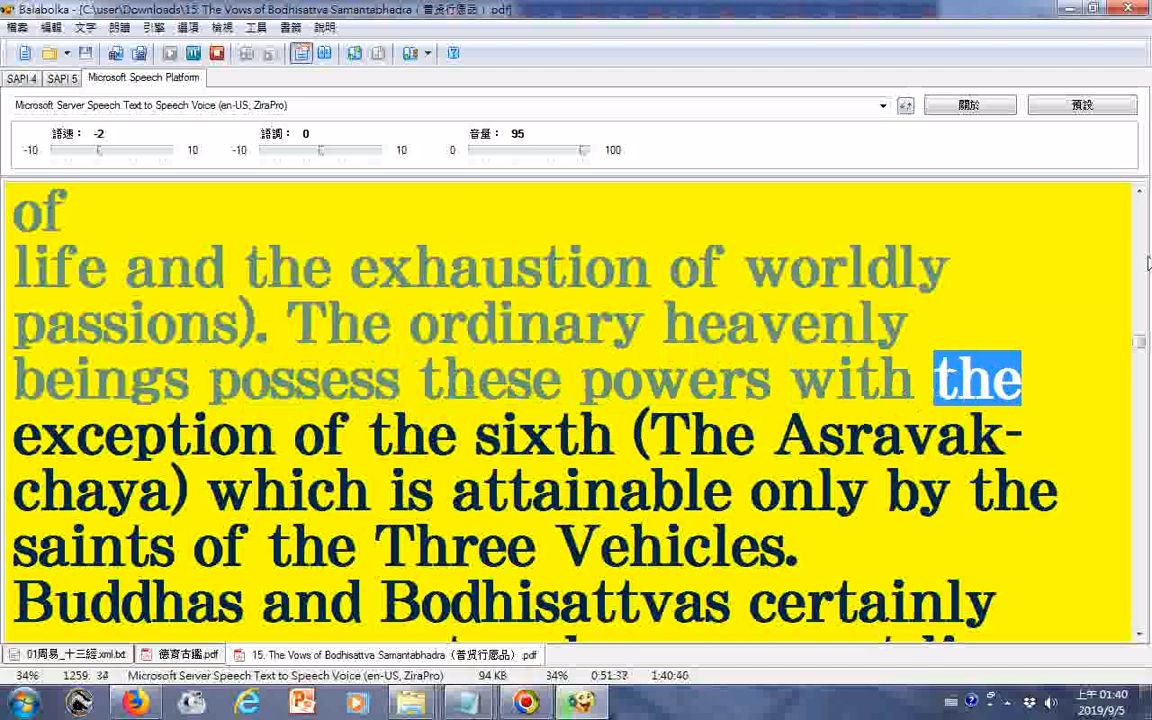 Balabolka - [C:\user\Downloads\15. The Vows of Bodhisattva Samantabhadra（普賢行愿品）.pdf]
檔案 編輯 文字 朗讀 引擎 選項 檢視 工具 書籤 說明
SAPI 4 SAPI 5 Microsoft Speech Platform
Microsoft Server Speech Text to Speech Voice (en-US, ZiraPro) 關於 預設
語速： -2 語調： 0 音量： 95
-10 10 -10 10 0 100
of
life and the exhaustion of worldly
passions). The ordinary heavenly
beings possess these powers with the
exception of the sixth (The Asravak-
chaya) which is attainable only by the
saints of the Three Vehicles.
Buddhas and Bodhisattvas certainly
01周易_十三經.xml.txt 德育古鑑.pdf 15. The Vows of Bodhisattva Samantabhadra（普賢行愿品）.pdf
34% Microsoft Server Speech Text to Speech Voice (en-US, ZiraPro) 94 KB 34% 0:51:37 1:40:46
上午 01:40
2019/9/5